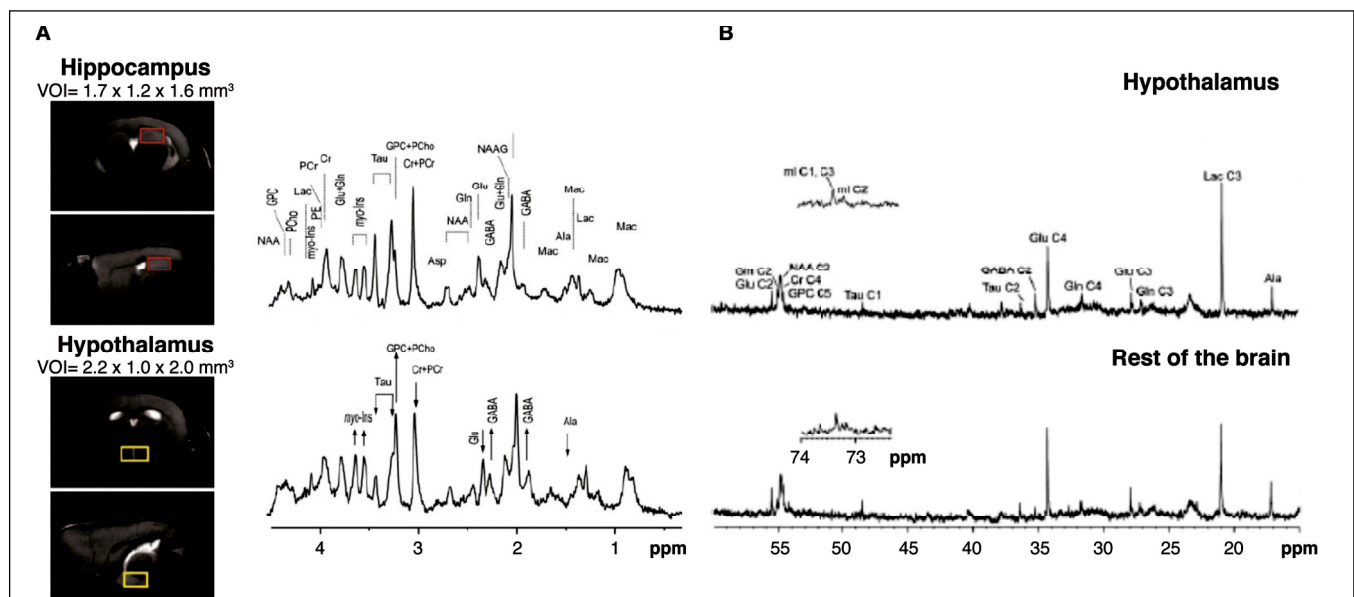 A
Hippocampus
VOI= 1.7 x 1.2 x 1.6 mm³
NAA
GPC
PCho
myo-Ins
Lac
PCr
PE
Cr
Glu+Gln
myo-Ins
Tau
GPC+PCho
Cr+PCr
Asp
NAA
Gln
Glu
GABA
NAAG
Glu+Gln
GABA
Mac
Ala
Mac
Lac
Mac
Mac
Hypothalamus
VOI= 2.2 x 1.0 x 2.0 mm³
myo-Ins
Tau
GPC+PCho
Cr+PCr
GABA
GABA
Ala
4 3 2 1 ppm
B
Hypothalamus
mI C1, C3
mI C2
Gln C2
Glu C2
NAA C2
Cr C4
GPC C5
Tau C1
Tau C2
GABA C2
Glu C4
Gln C4
Glu C3
Gln C3
Lac C3
Ala
Rest of the brain
74 73 ppm
55 50 45 40 35 30 25 20 ppm